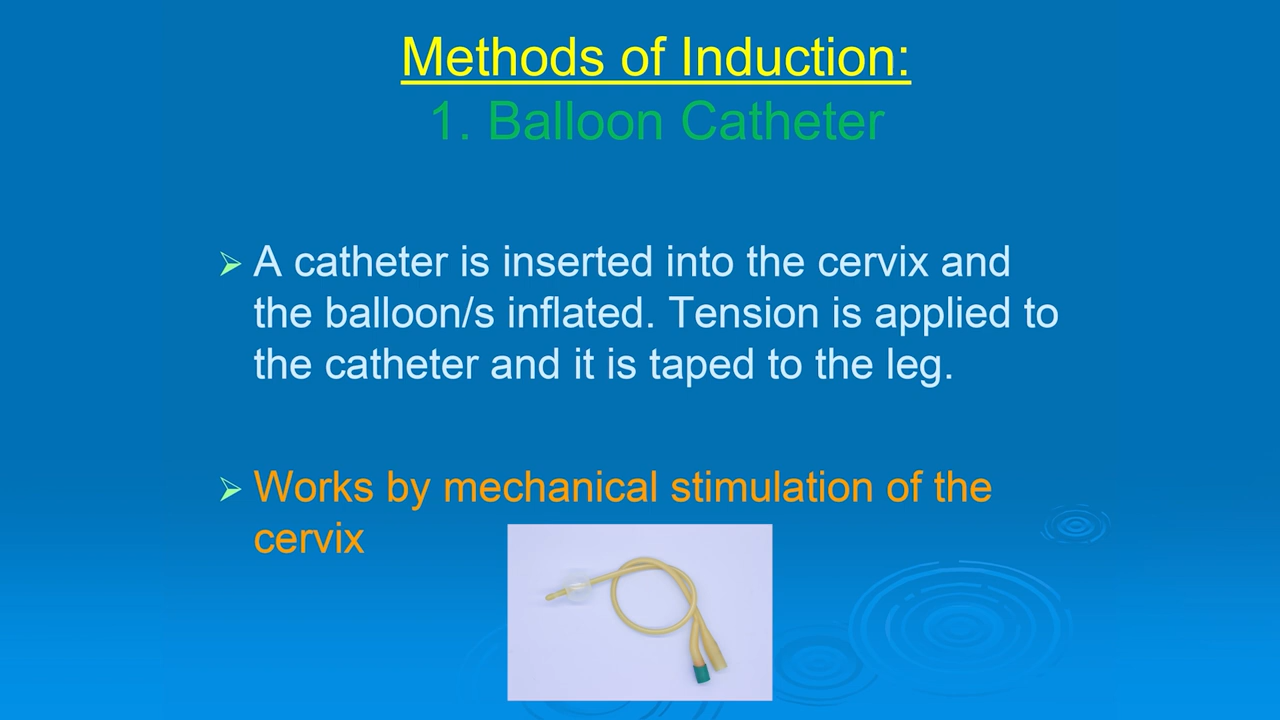 Methods of Induction:
1. Balloon Catheter
A catheter is inserted into the cervix and
the balloon/s inflated. Tension is applied to
the catheter and it is taped to the leg.
Works by mechanical stimulation of the
cervix